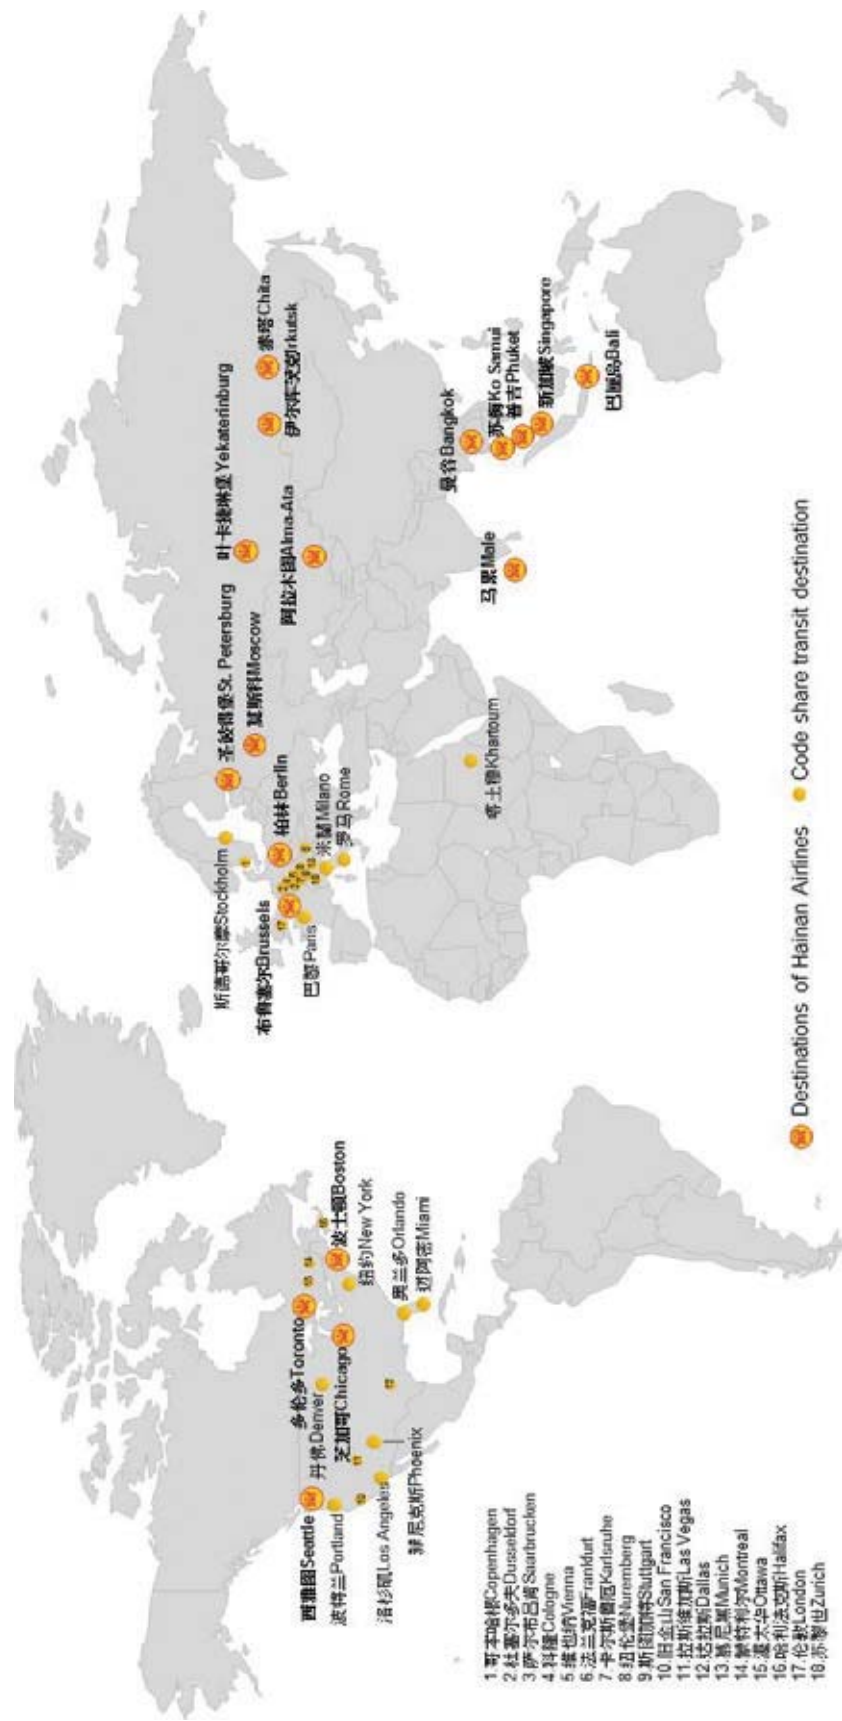 西雅图Seattle
波特兰Portland
洛杉矶Los Angeles
赫尼克斯Phoenix
丹佛Denver
多伦多Toronto
芝加哥Chicago
波士顿Boston
纽约New York
奥兰多Orlando
迈阿密Miami
10
11
12
15
14
16
斯德哥尔摩Stockholm
布鲁塞尔Brussels
巴黎Paris
柏林Berlin
米兰Milano
罗马Rome
1
17
圣彼得堡St. Petersburg
莫斯科Moscow
叶卡捷琳堡Yekaterinburg
阿拉木图Alma-Ata
伊尔库茨克Irkutsk
赤塔Chita
喀土穆Khartoum
马累Male
曼谷Bangkok
苏梅Ko Samui
普吉Phuket
新加坡Singapore
巴厘岛Bali
1.哥本哈根Copenhagen
2.杜塞尔多夫Dusseldorf
3.萨尔布吕肯Saarbrucken
4.科隆Cologne
5.维也纳Vienna
6.法兰克福Frankfurt
7.卡尔斯鲁厄Karlsruhe
8.纽伦堡Nuremberg
9.斯图加特Stuttgart
10.旧金山San Francisco
11.拉斯维加斯Las Vegas
12.达拉斯Dallas
13.慕尼黑Munich
14.蒙特利尔Montreal
15.渥太华Ottawa
16.哈利法克斯Halifax
17.伦敦London
18.苏黎世Zurich
Destinations of Hainan Airlines
Code share transit destination